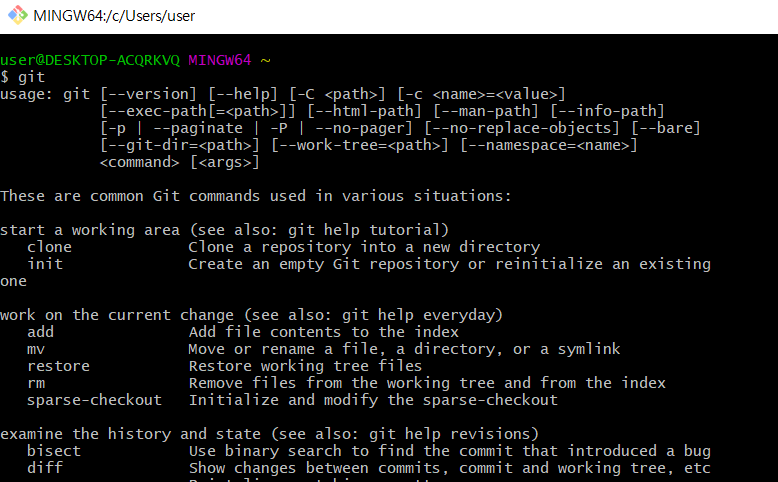 MINGW64:/c/Users/user
user@DESKTOP-ACQRKVQ MINGW64 ~
$ git
usage: git [--version] [--help] [-C <path>] [-c <name>=<value>]
           [--exec-path[=<path>]] [--html-path] [--man-path] [--info-path]
           [-p | --paginate | -P | --no-pager] [--no-replace-objects] [--bare]
           [--git-dir=<path>] [--work-tree=<path>] [--namespace=<name>]
           <command> [<args>]
These are common Git commands used in various situations:
start a working area (see also: git help tutorial)
   clone             Clone a repository into a new directory
   init              Create an empty Git repository or reinitialize an existing
one
work on the current change (see also: git help everyday)
   add               Add file contents to the index
   mv                Move or rename a file, a directory, or a symlink
   restore           Restore working tree files
   rm                Remove files from the working tree and from the index
   sparse-checkout   Initialize and modify the sparse-checkout
examine the history and state (see also: git help revisions)
   bisect            Use binary search to find the commit that introduced a bug
   diff              Show changes between commits, commit and working tree, etc